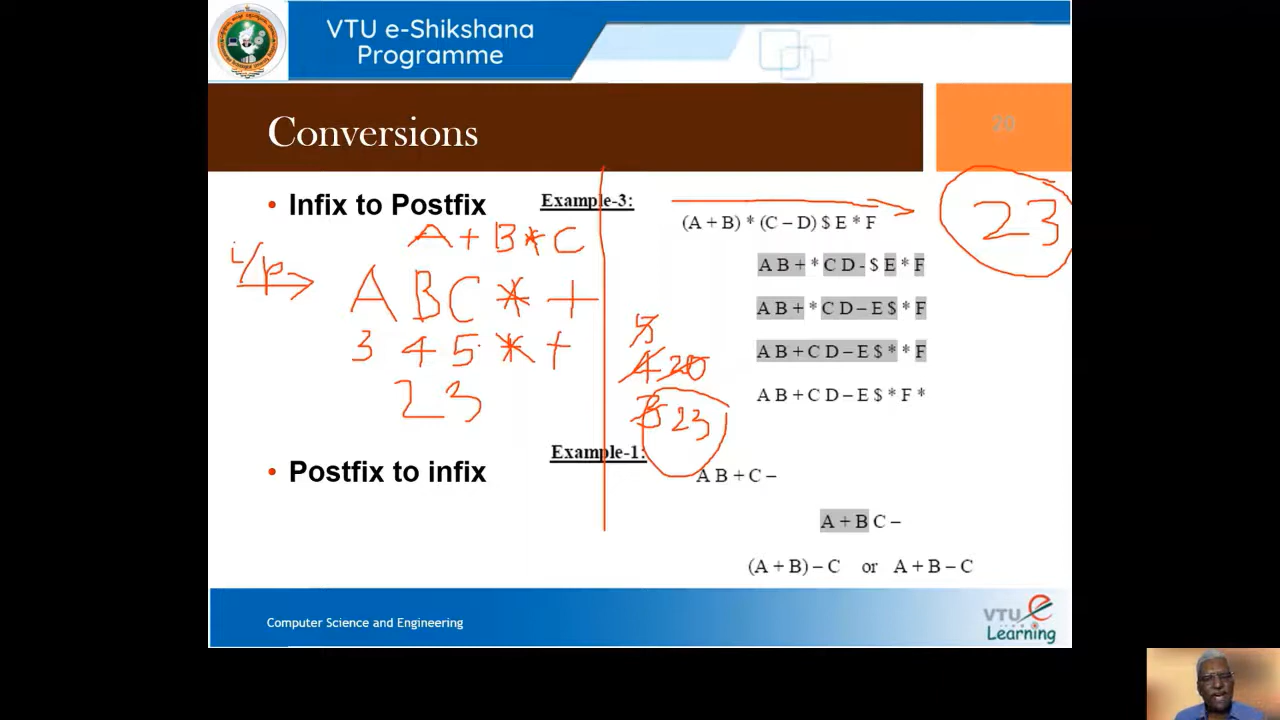 VTU e-Shikshana
Programme
Conversions
20
• Infix to Postfix
Example-3:
(A + B) * (C – D) $ E * F
23
A + B * C
i/p
A B C * +
A B + * C D - $ E * F
A B + * C D – E $ * F
3 4 5 * +
5
4 20
A B + C D – E $ * * F
23
3 23
A B + C D – E $ * F *
• Postfix to infix
Example-1:
A B + C –
A + B C –
(A + B) – C or A + B – C
Computer Science and Engineering
VTU e
Learning